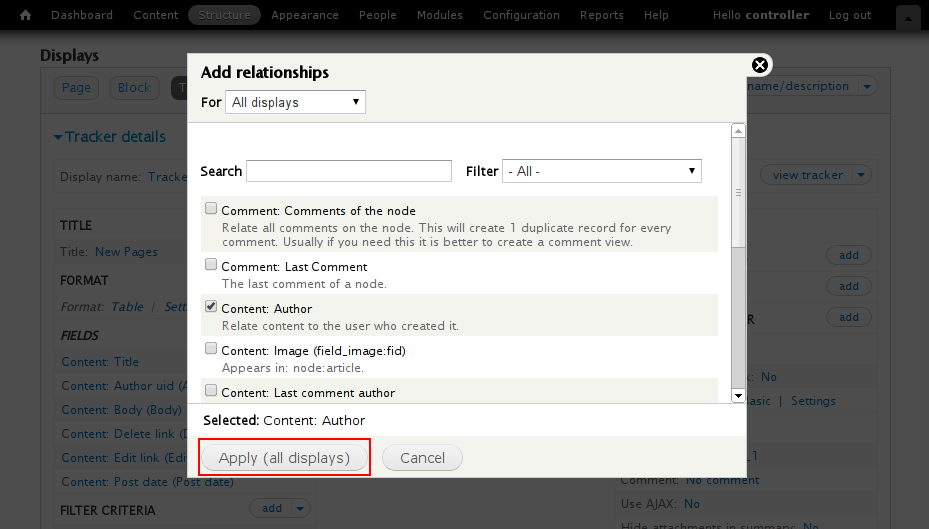 Dashboard Content Structure Appearance People Modules Configuration Reports Help Hello controller Log out
Displays
Page Block T name/description
Tracker details
Display name: Tracke view tracker
TITLE
Title: New Pages
FORMAT
Format: Table | Setti
FIELDS
Content: Title
Content: Author uid (A
Content: Body (Body)
Content: Delete link (D
Content: Edit link (Edi
Content: Post date (Post date)
FILTER CRITERIA add
add
add
R add
k: No
Basic | Settings
_1
Comment: No comment
Use AJAX: No
Hide attachments in summary: No
Add relationships
For All displays
Search Filter - All -
Comment: Comments of the node
Relate all comments on the node. This will create 1 duplicate record for every
comment. Usually if you need this it is better to create a comment view.
Comment: Last Comment
The last comment of a node.
Content: Author
Relate content to the user who created it.
Content: Image (field_image:fid)
Appears in: node:article.
Content: Last comment author
Selected: Content: Author
Apply (all displays) Cancel